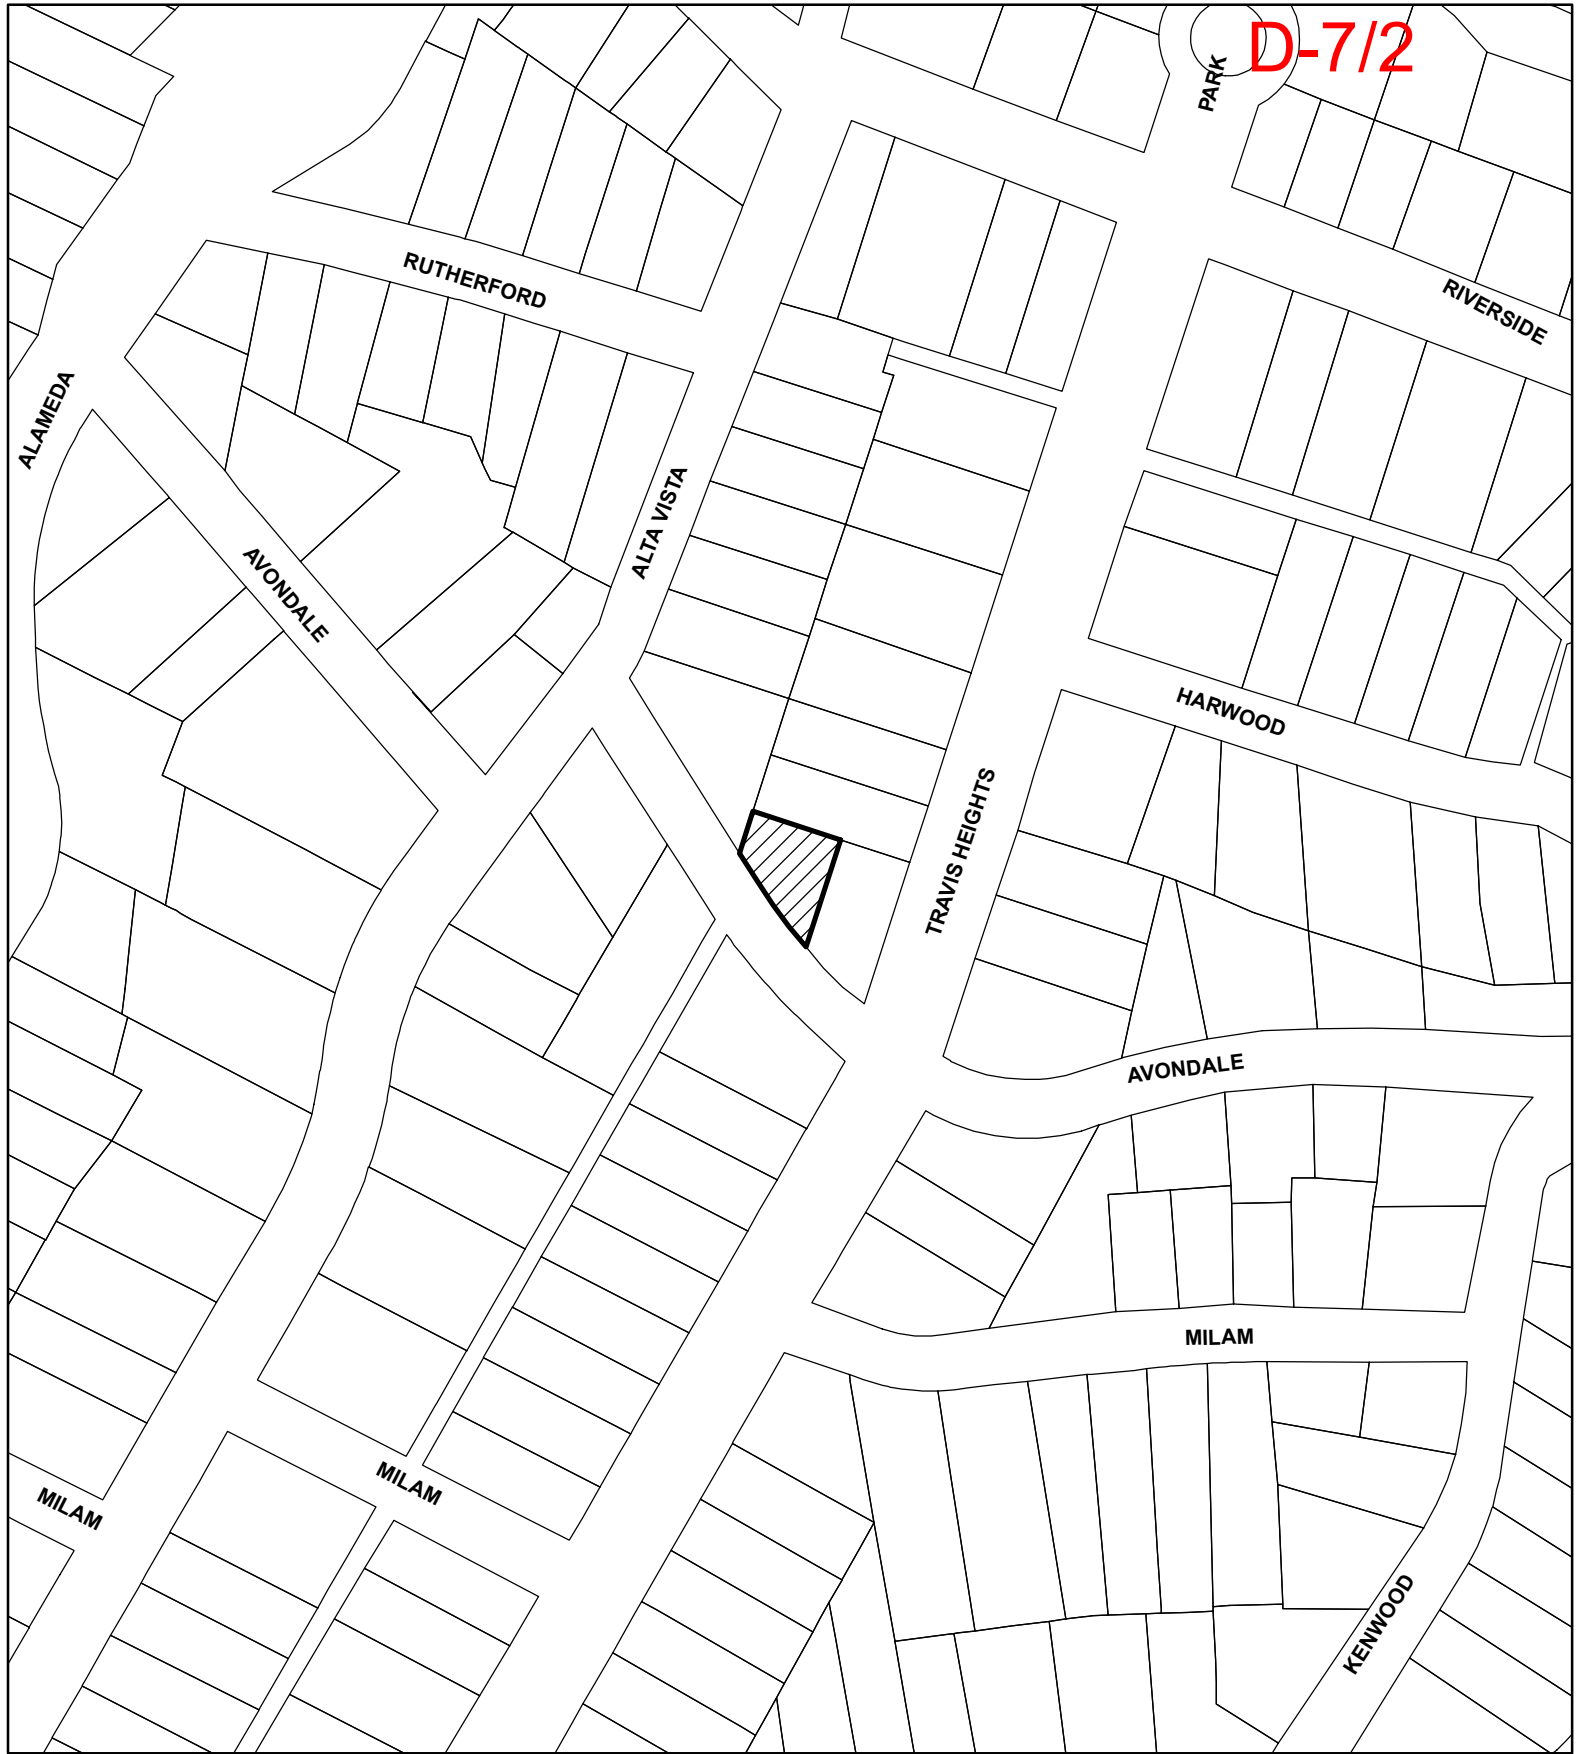 D-7/2
PARK
RUTHERFORD
RIVERSIDE
ALAMEDA
ALTA VISTA
AVONDALE
HARWOOD
TRAVIS HEIGHTS
AVONDALE
MILAM
MILAM
MILAM
KENWOOD